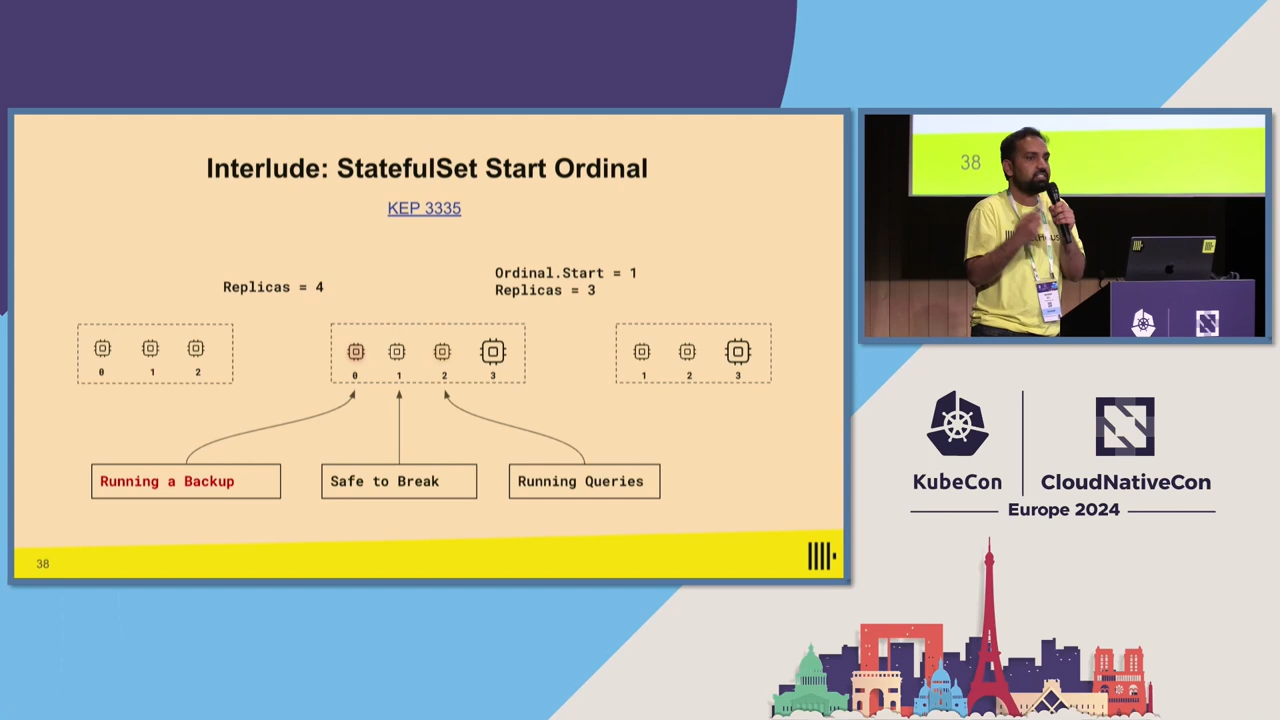 Interlude: StatefulSet Start Ordinal
KEP 3335
Replicas = 4
Ordinal.Start = 1
Replicas = 3
0 1 2
0 1 2 3
1 2 3
Running a Backup
Safe to Break
Running Queries
38
38
KubeCon
CloudNativeCon
Europe 2024